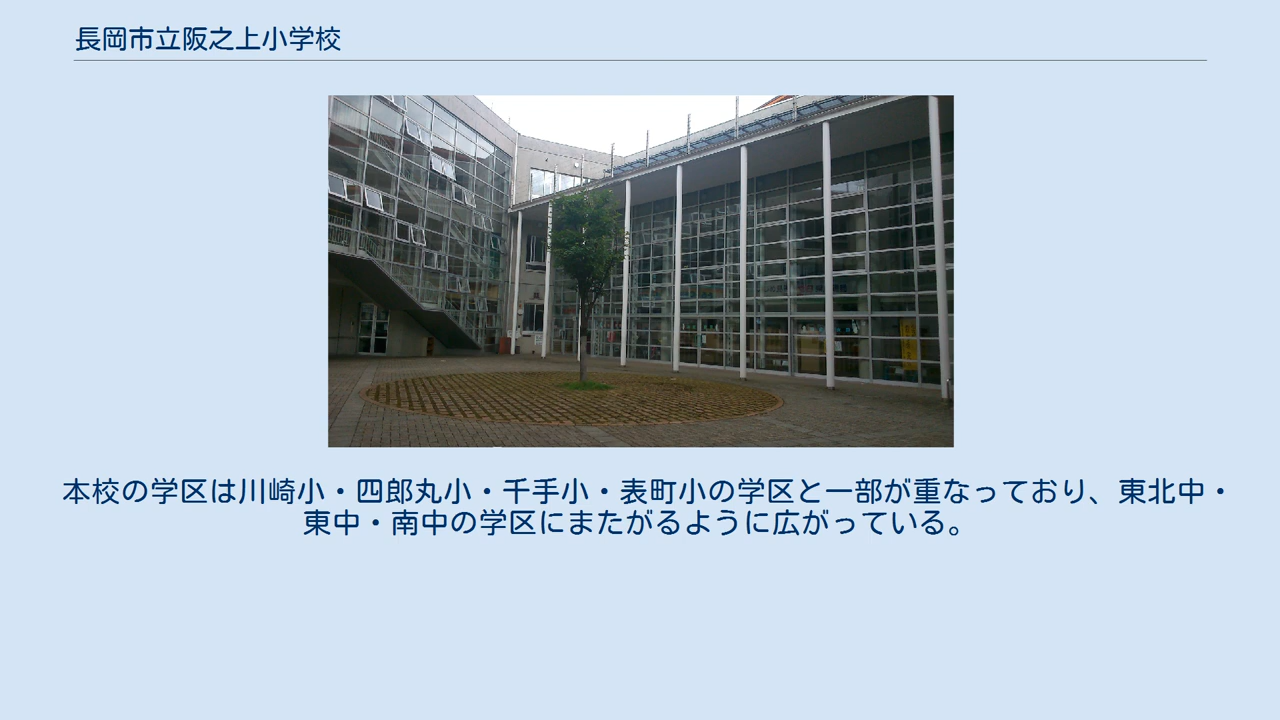 長岡市立阪之上小学校
本校の学区は川崎小・四郎丸小・千手小・表町小の学区と一部が重なっており、東北中・
東中・南中の学区にまたがるように広がっている。